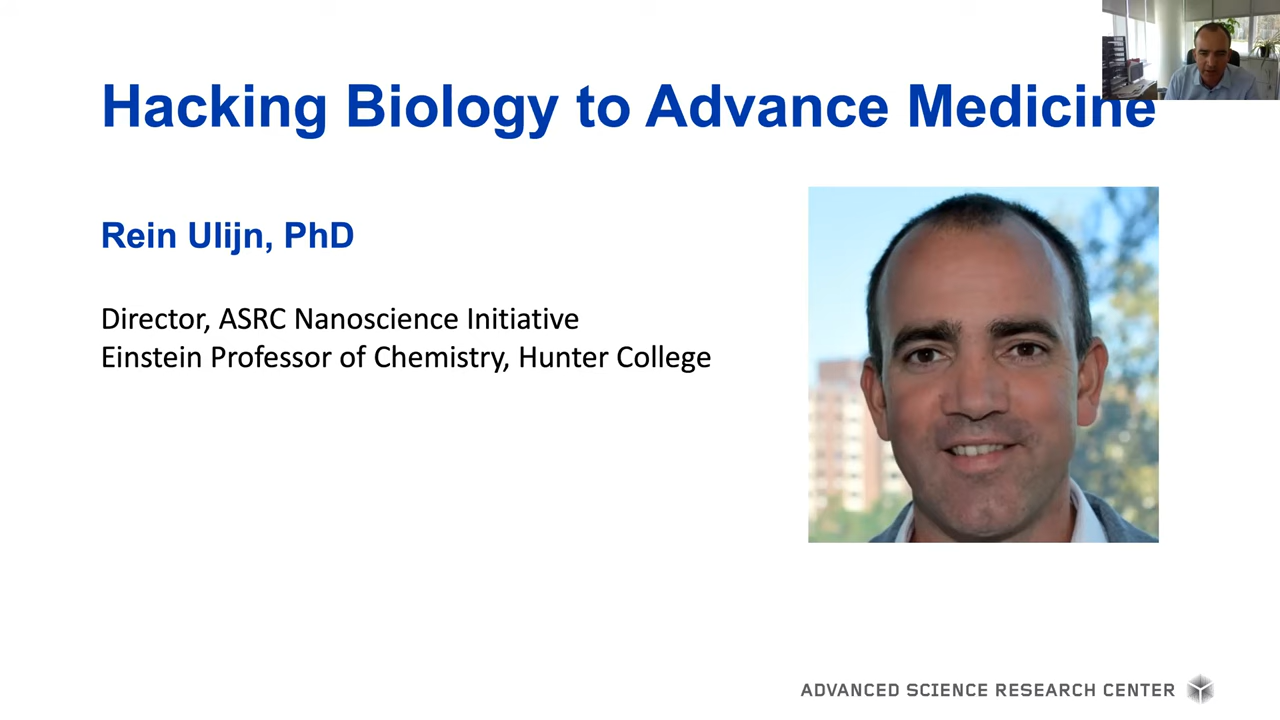 Hacking Biology to Advance Medicine
Rein Ulijn, PhD
Director, ASRC Nanoscience Initiative
Einstein Professor of Chemistry, Hunter College
ADVANCED SCIENCE RESEARCH CENTER